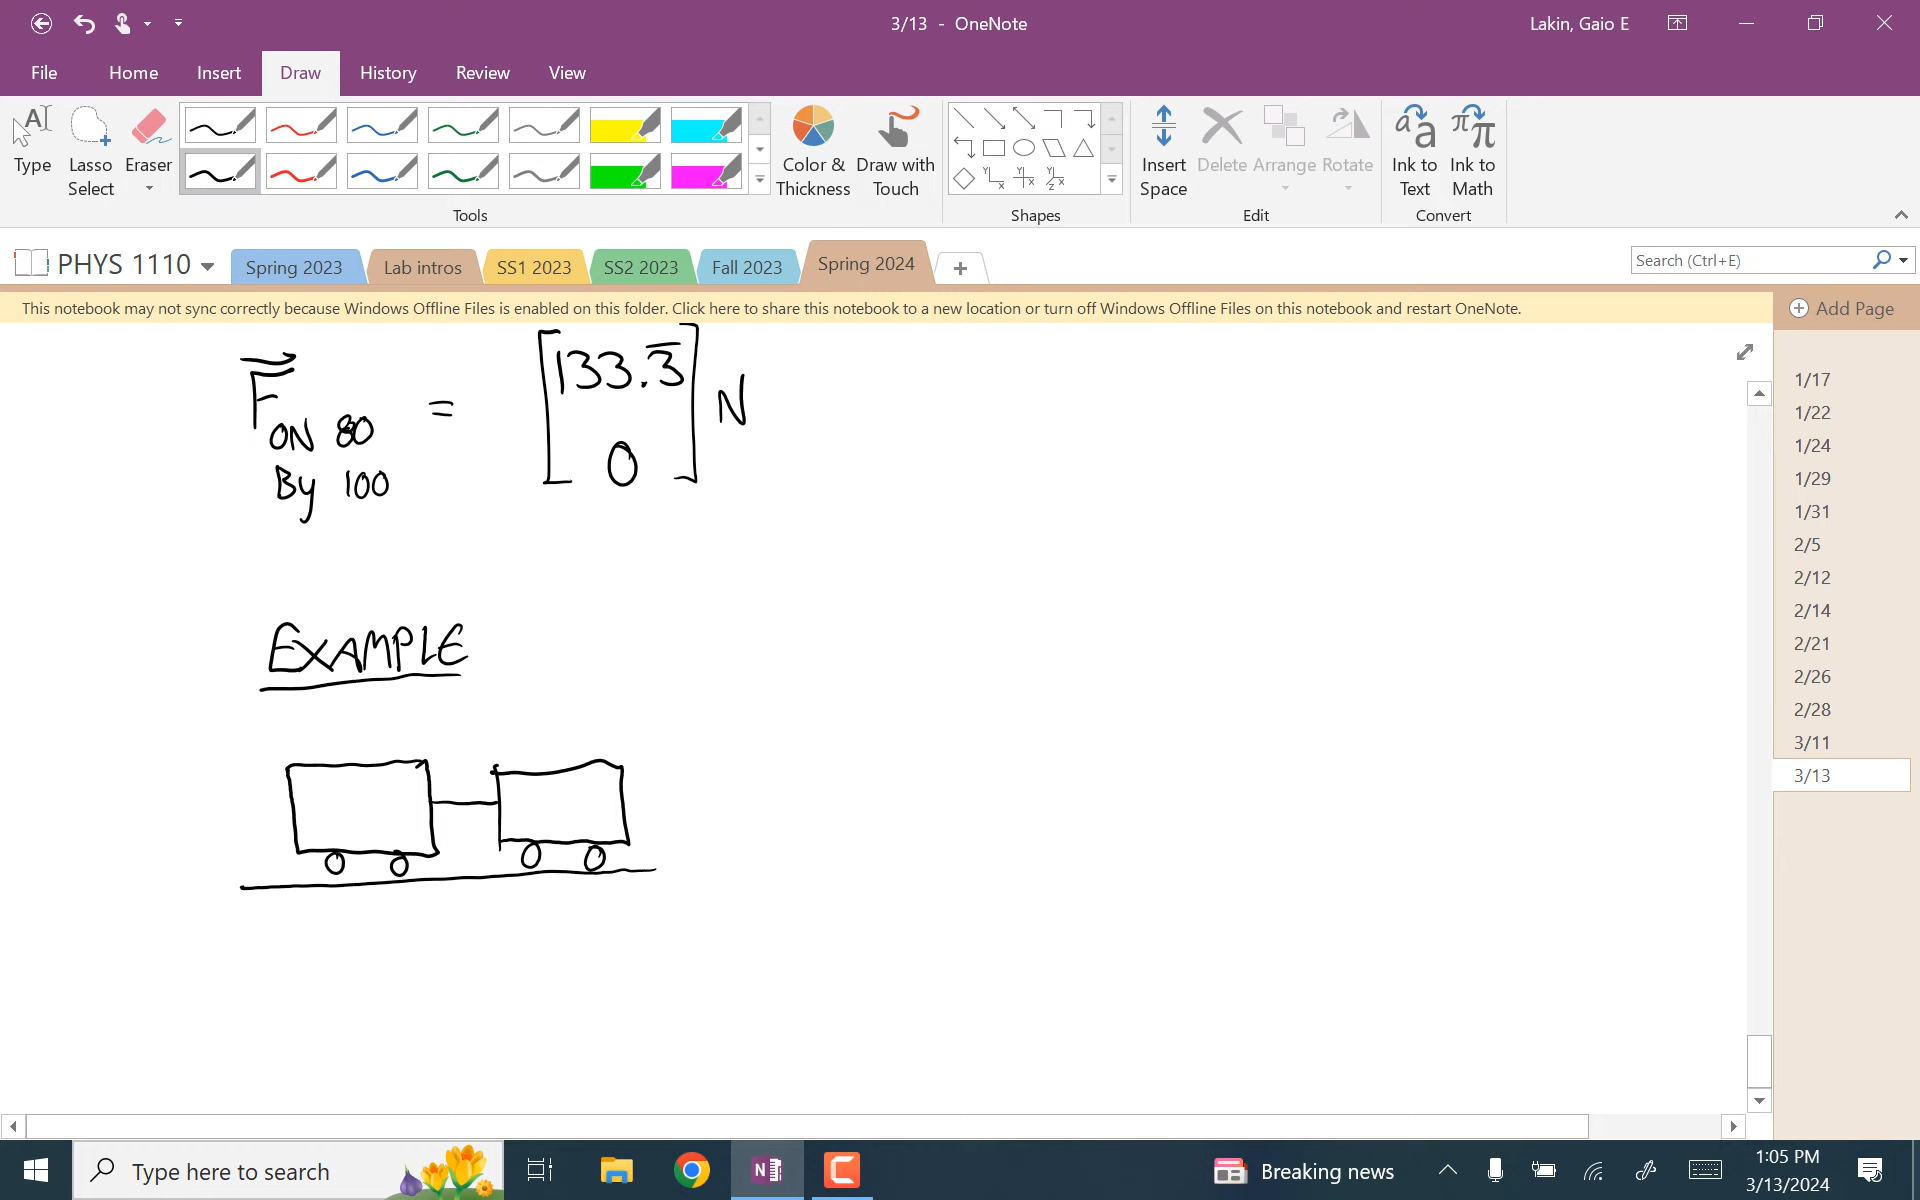 3/13 - OneNote
Lakin, Gaio E
File Home Insert Draw History Review View
Type
Lasso Select
Eraser
Color & Thickness
Draw with Touch
Insert Space
Delete
Arrange
Rotate
Ink to Text
Ink to Math
Tools
Shapes
Edit
Convert
PHYS 1110
Spring 2023
Lab intros
SS1 2023
SS2 2023
Fall 2023
Spring 2024
+
Search (Ctrl+E)
This notebook may not sync correctly because Windows Offline Files is enabled on this folder. Click here to share this notebook to a new location or turn off Windows Offline Files on this notebook and restart OneNote.
Add Page
1/17
1/22
1/24
1/29
1/31
2/5
2/12
2/14
2/21
2/26
2/28
3/11
3/13
F⃗ = [133.3̅ 0] N
ON 80
By 100
EXAMPLE
Type here to search
Breaking news
1:05 PM
3/13/2024